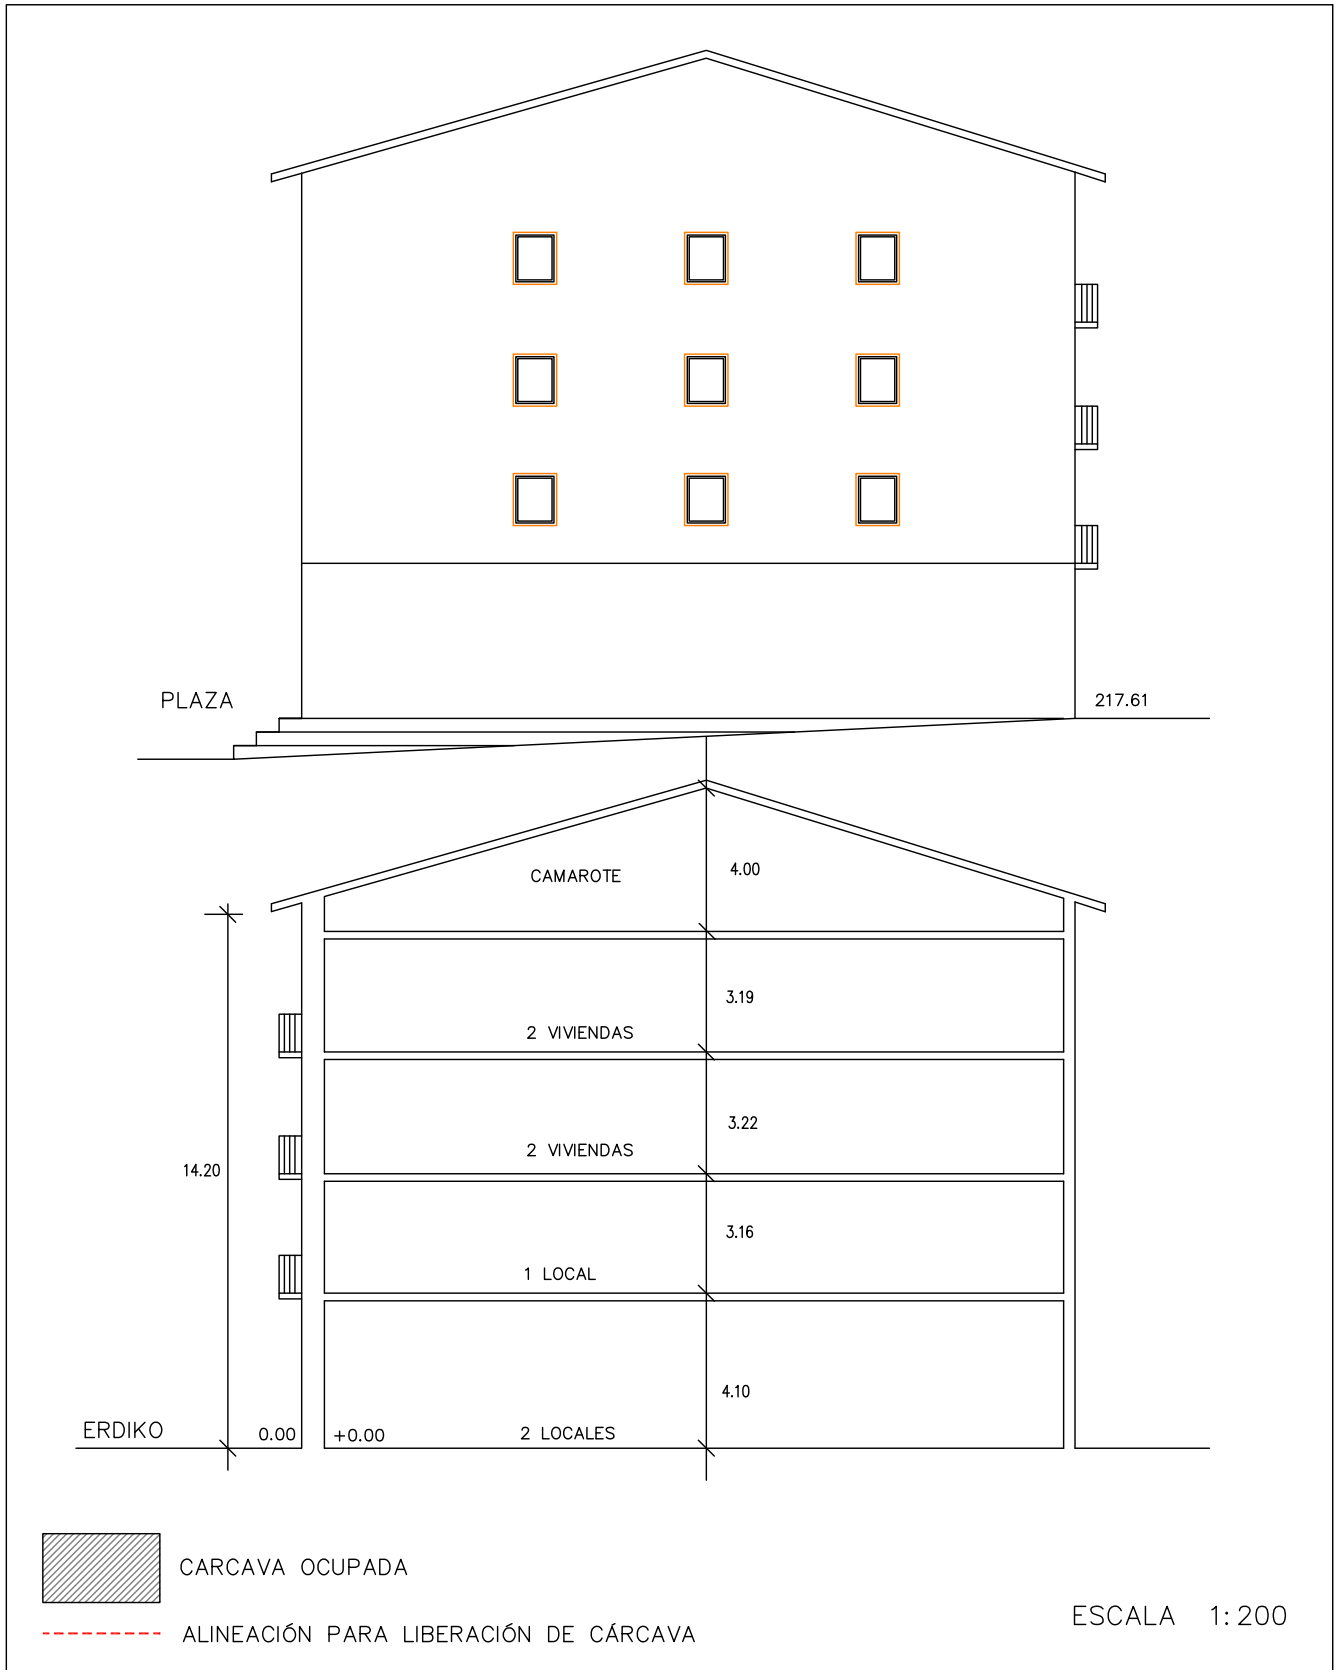 PLAZA
217.61
CAMAROTE
4.00
3.19
2 VIVIENDAS
3.22
2 VIVIENDAS
14.20
3.16
1 LOCAL
4.10
ERDIKO
0.00
+0.00
2 LOCALES
CARCAVA OCUPADA
ESCALA 1:200
ALINEACIÓN PARA LIBERACIÓN DE CÁRCAVA